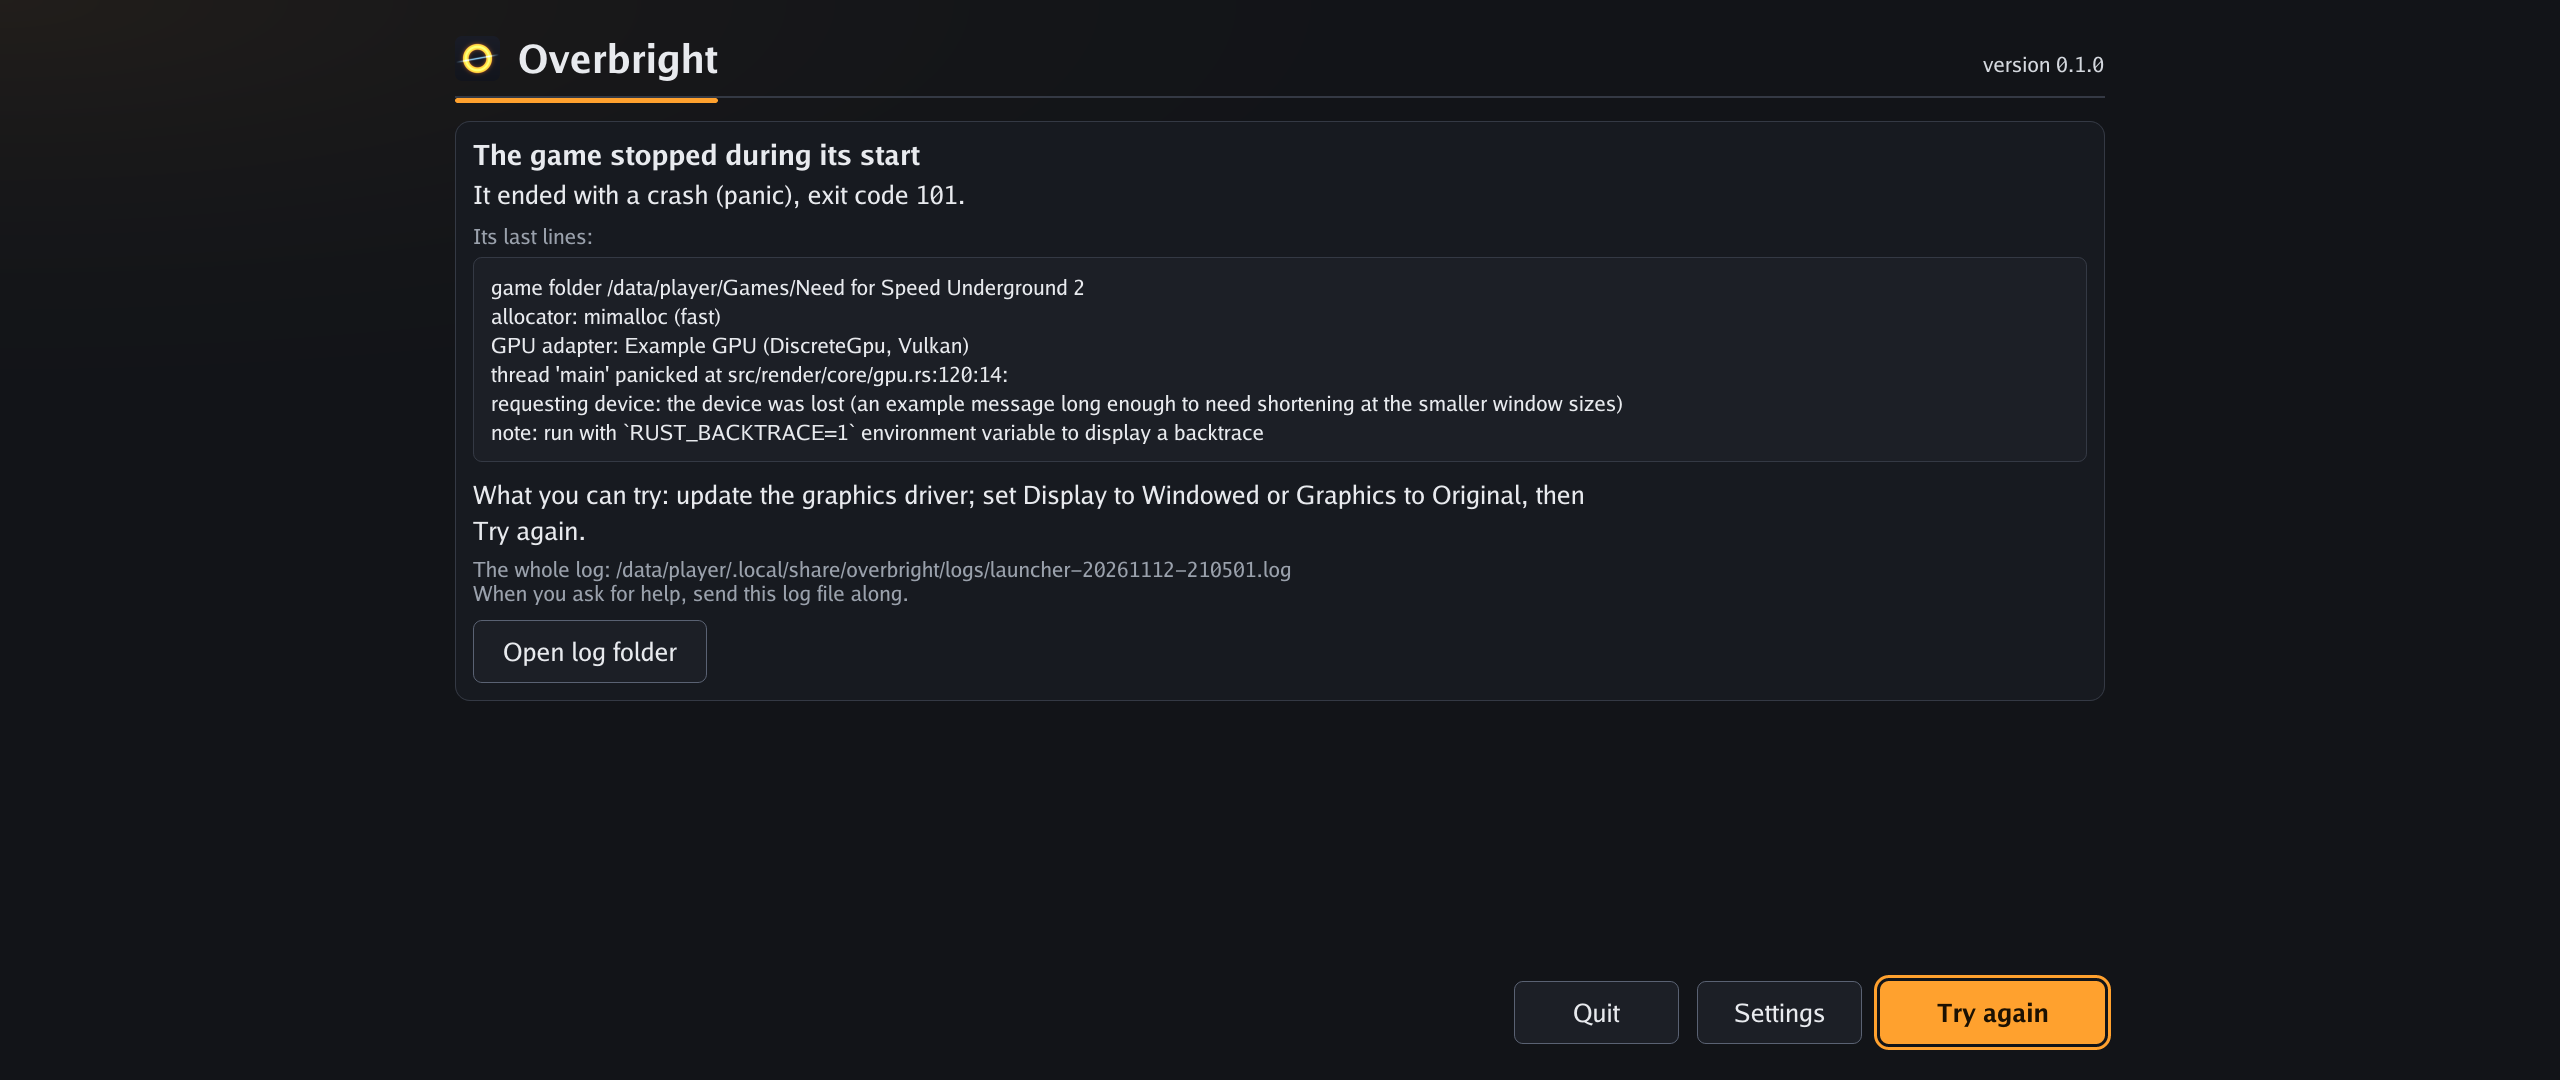 Overbright
version 0.1.0
The game stopped during its start
It ended with a crash (panic), exit code 101.
Its last lines:
game folder /data/player/Games/Need for Speed Underground 2
allocator: mimalloc (fast)
GPU adapter: Example GPU (DiscreteGpu, Vulkan)
thread 'main' panicked at src/render/core/gpu.rs:120:14:
requesting device: the device was lost (an example message long enough to need shortening at the smaller window sizes)
note: run with `RUST_BACKTRACE=1` environment variable to display a backtrace
What you can try: update the graphics driver; set Display to Windowed or Graphics to Original, then
Try again.
The whole log: /data/player/.local/share/overbright/logs/launcher-20261112-210501.log
When you ask for help, send this log file along.
Open log folder
Quit
Settings
Try again